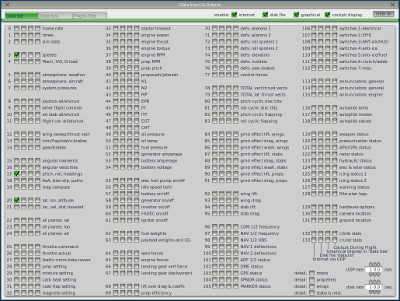 Data Input & Output
Data Set
Data See
Flight-Test
enable:
internet
disk file
graphical
cockpit display
0 frame rate
1 times
2 sim stats
3 speeds
4 Mach, VVI, G-load
5 atmosphere: weather
6 atmosphere: aircraft
7 system pressures
8 joystick ail/elv/rud
9 other flight controls
10 art stab ail/elv/rud
11 flight con ail/elv/rud
12 wing sweep/thrust vect
13 trim/flap/slat/s-brakes
14 gear/brakes
15 angular moments
16 angular velocities
17 pitch, roll, headings
18 AoA, side-slip, paths
19 mag compass
20 lat, lon, altitude
21 loc, vel, dist traveled
22 all planes: lat
23 all planes: lon
24 all planes: alt
25 throttle command
26 throttle actual
27 feathr-norm-beta-revers
28 prop setting
29 mixture setting
30 carb heat setting
31 cowl flap setting
32 magneto setting
33 starter timeout
34 engine power
35 engine thrust
36 engine torque
37 engine RPM
38 prop RPM
39 prop pitch
40 propwash/jetwash
41 N1
42 N2
43 MP
44 EPR
45 FF
46 ITT
47 EGT
48 CHT
49 oil pressure
50 oil temp
51 fuel pressure
52 generator amperage
53 battery amperage
54 battery voltage
55 elec fuel pump on/off
56 idle speed lo/hi
57 battery on/off
58 generator on/off
59 inverter on/off
60 FADEC on/off
61 igniter on/off
62 fuel weights
63 payload weights and CG
64 aero forces
65 engine forces
66 landing gear vert force
67 landing gear deployment
68 lift over drag & coeffs
69 prop efficiency
70 defs: ailerons 1
71 defs: ailerons 2
72 defs: roll spoilers 1
73 defs: roll spoilers 2
74 defs: elevators
75 defs: rudders
76 defs: yaw-brakes
77 control forces
78 TOTAL vert thrust vects
79 TOTAL lat thrust vects
80 pitch cyclic disc tilts
81 roll cyclic disc tilts
82 pitch cyclic flapping
83 roll cyclic flapping
84 grnd effect lift, wings
85 grnd effect drag, wings
86 grnd effect wash, wings
87 grnd effect lift, stabs
88 grnd effect drag, stabs
89 grnd effect wash, stabs
90 grnd effect lift, props
91 grnd effect drag, props
92 wing lift
93 wing drag
94 stab lift
95 stab drag
96 COM 1/2 frequency
97 NAV 1/2 frequency
98 NAV 1/2 OBS
99 NAV 1 deflections
100 NAV 2 deflections
101 ADF 1/2 status
102 DME status
103 GPS status
104 XPNDR status
105 MARKER status
106 switches 1:electrical
107 switches 2:EFIS
108 switches 3:AP/f-dir/HUD
109 switches 4:anti-ice
110 switches 5:anti-ice/fuel
111 switches 6:clutch/astab
112 switches 7:misc
113 annunciators: general
114 annunciators: general
115 annunciators: engine
116 autopilot arms
117 autopilot modes
118 autopilot values
119 weapon status
120 pressurization status
121 APU/GPU status
122 radar status
123 hydraulic status
124 elec & solar status
125 icing status 1
126 icing status 2
127 warning status
128 flite-plan legs
129 hardware options
130 camera location
131 ground location
132 climb stats
133 cruise stats
Cockpit During Flight
Graphical Display in 'Data See'
Disk file 'Data.txt'
Internet via UDP
detail: rotors
detail: propellers
detail: wings
detail: stabs & misc
UDP rate
disk rate